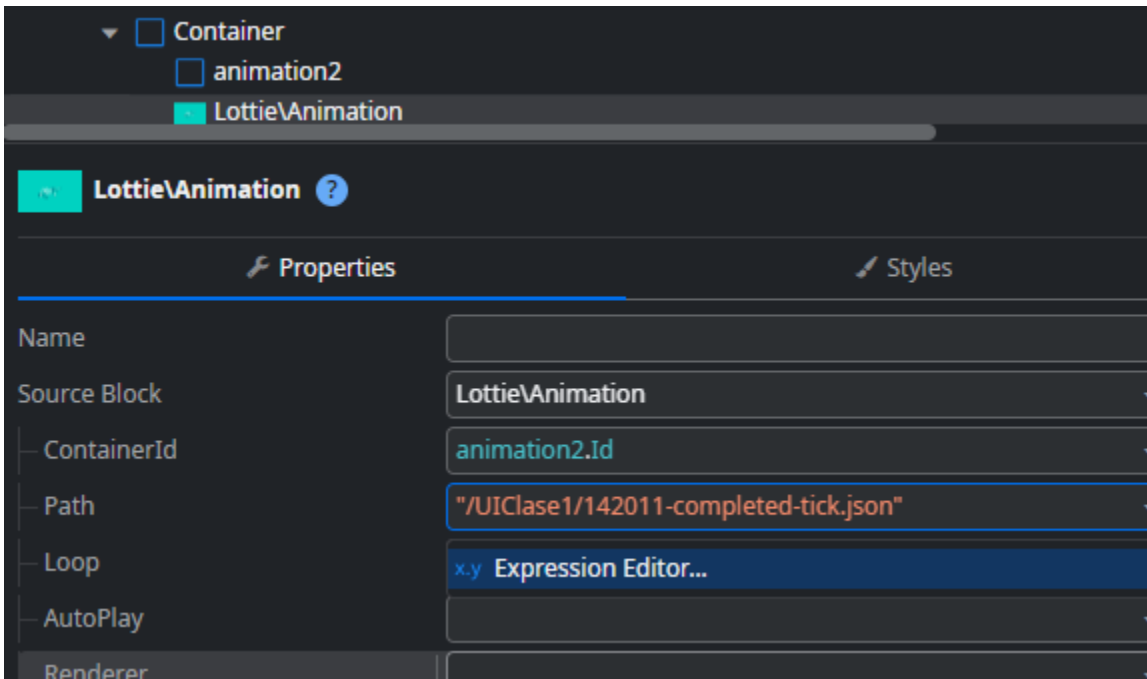 Container
animation2
Lottie\Animation
Lottie\Animation ?
Properties Styles
Name
Source Block Lottie\Animation
ContainerId animation2.Id
Path "/UIClase1/142011-completed-tick.json"
Loop x.y Expression Editor...
AutoPlay
Renderer